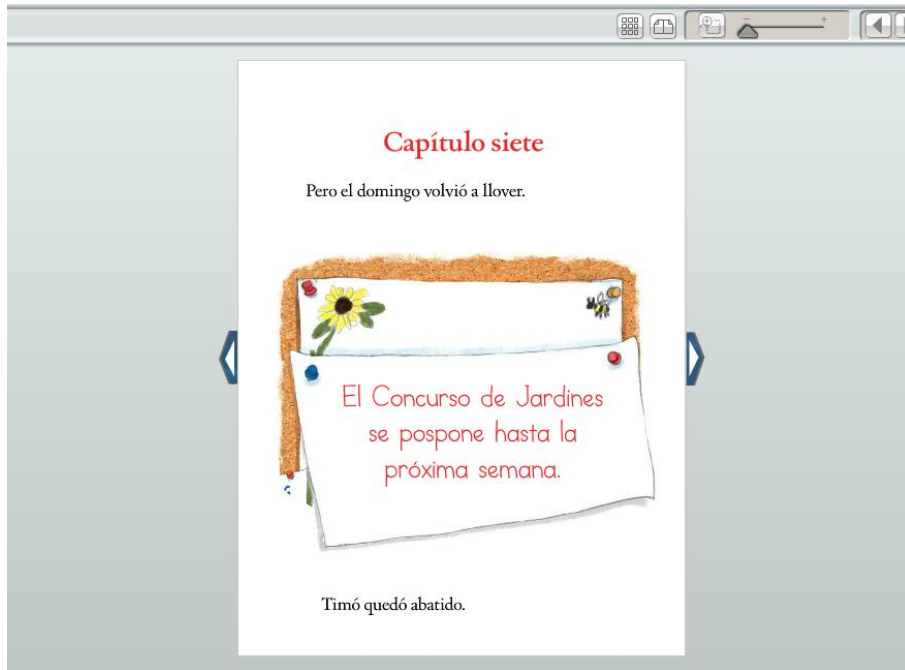 Capítulo siete
Pero el domingo volvió a llover.
El Concurso de Jardines
se pospone hasta la
próxima semana.
Timó quedó abatido.